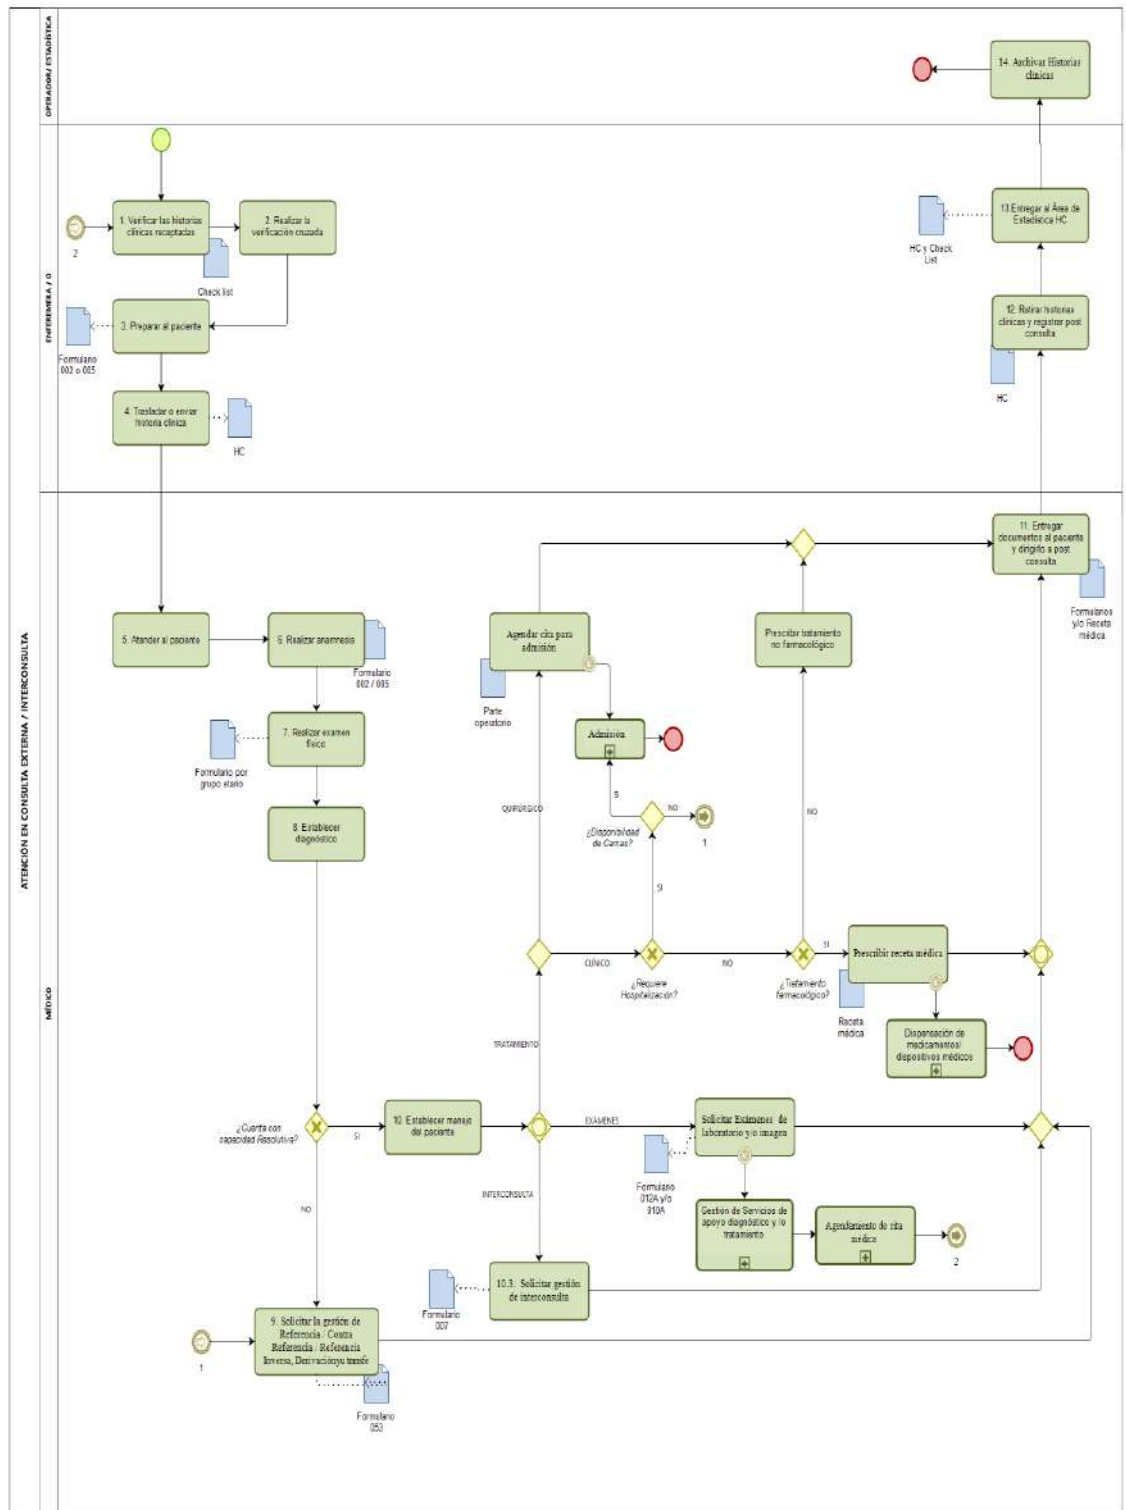 ATENCIÓN EN CONSULTA EXTERNA / INTERCONSULTA
OPERADOR/ ESTADÍSTICA
14. Archivar Historias
clínicas
ENFEREMERA / O
1. Verificar las historias
clínicas receptadas
2. Realizar la
verificación cruzada
2
Check list
3. Preparar al paciente
Formulario
002 o 005
4. Trasladar o enviar
historia clínica
HC
13.Entregar al Área de
Estadística HC
HC y Check
List
12. Retirar historias
clínicas y registrar post
consulta
HC
MÉDICO
11. Entregar
documentos al paciente
y dirigirlo a post
consulta
Formularios
y/o Receta
médica
5. Atender al paciente
6. Realizar anamnesis
Formulario
002 / 005
Agendar cita para
admisión
Parte
operatorio
Prescribir tratamiento
no farmacológico
7. Realizar examen
físico
Formulario por
grupo etario
Admisión
8. Establecer
diagnóstico
QUIRÚRGICO
SI
NO
¿Disponibilidad
de Camas?
1
NO
SI
CLÍNICO
¿Requiere
Hospitalización?
NO
¿Tratamiento
farmacológico?
SI
Prescribir receta médica
Receta
médica
Dispensación de
medicamentos/
dispositivos médicos
TRATAMIENTO
¿Cuenta con
capacidad Resolutiva?
SI
10. Establecer manejo
del paciente
EXÁMENES
Solicitar Exámenes de
laboratorio y/o imagen
Formulario
012A y/o
010A
INTERCONSULTA
NO
Gestión de Servicios de
apoyo diagnóstico y lo
tratamiento
Agendamiento de cita
médica
2
10.3. Solicitar gestión
de interconsulta
Formulario
007
9. Solicitar la gestión de
Referencia / Contra
Referencia / Referencia
Inversa, Derivaciónyu transfe
1
Formulario
053